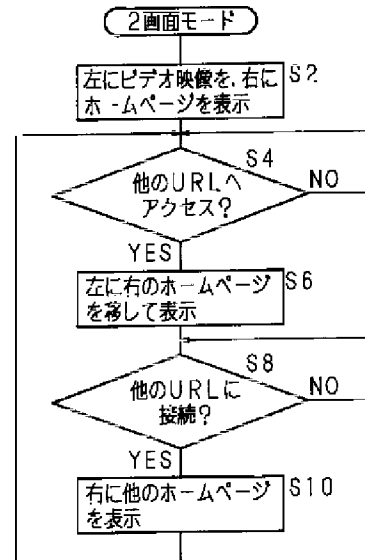 2画面モード
左にビデオ映像を,右に
ホームページを表示
S2
他のURLへ
アクセス?
S4
NO
YES
左に右のホームページ
を移して表示
S6
他のURLに
接続?
S8
NO
YES
右に他のホームページ
を表示
S10